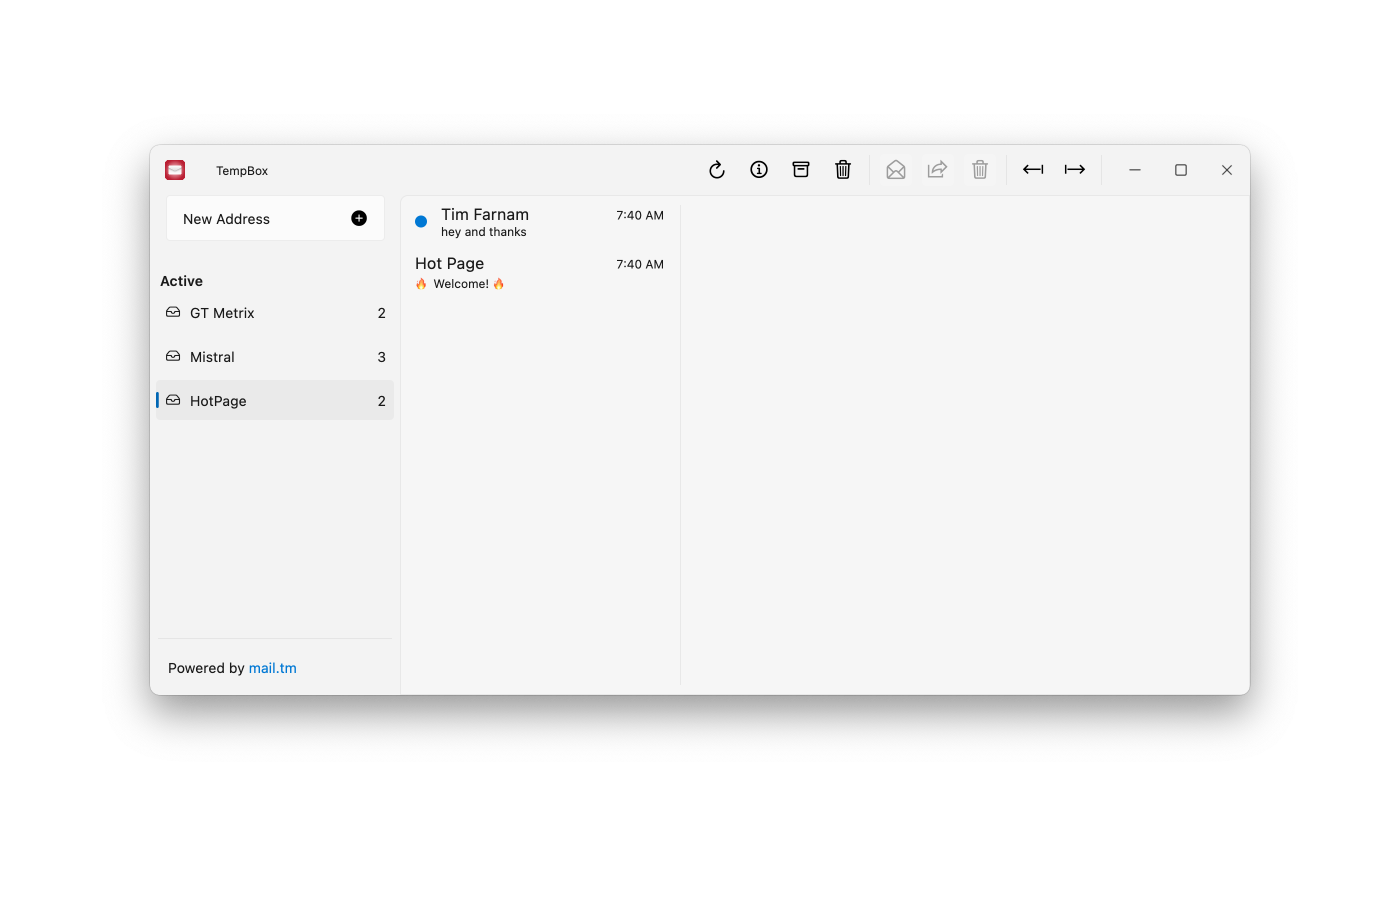 TempBox
New Address
Active
GT Metrix 2
Mistral 3
HotPage 2
Powered by mail.tm
Tim Farnam 7:40 AM
hey and thanks
Hot Page 7:40 AM
🔥 Welcome! 🔥